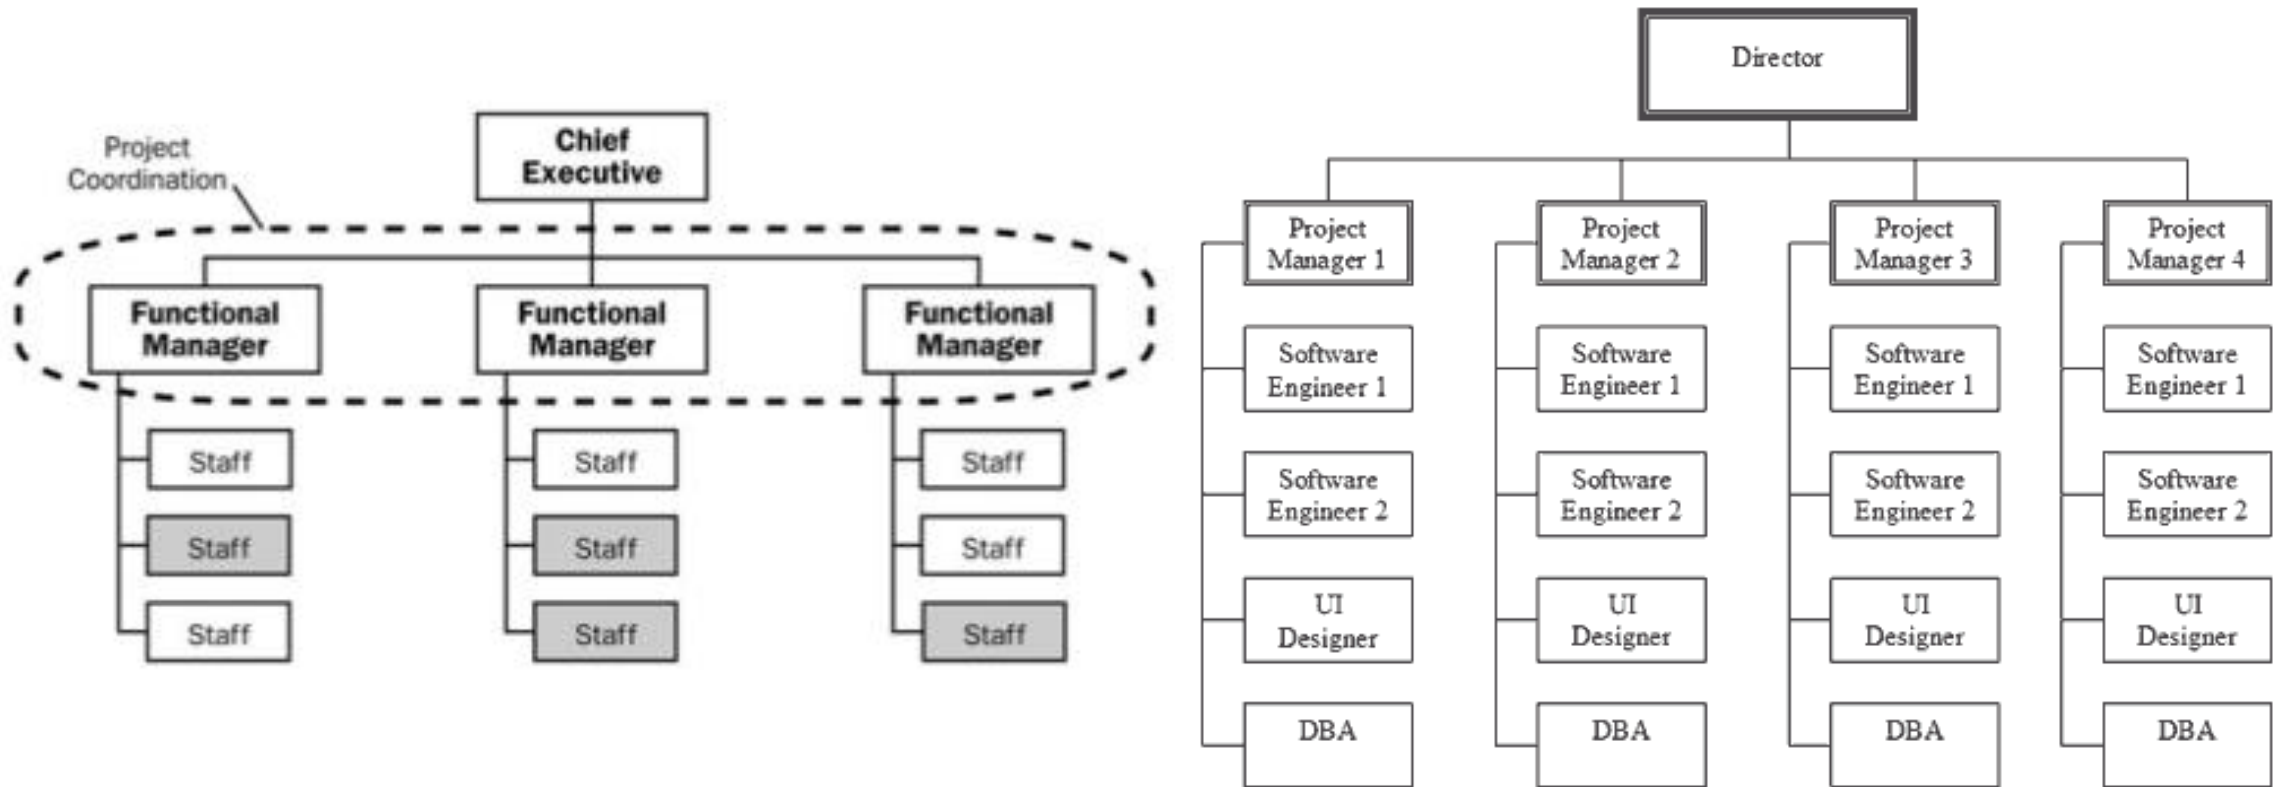 Project
Coordination
Chief
Executive
Functional
Manager
Functional
Manager
Functional
Manager
Staff
Staff
Staff
Staff
Staff
Staff
Staff
Staff
Staff
Director
Project
Manager 1
Project
Manager 2
Project
Manager 3
Project
Manager 4
Software
Engineer 1
Software
Engineer 1
Software
Engineer 1
Software
Engineer 1
Software
Engineer 2
Software
Engineer 2
Software
Engineer 2
Software
Engineer 2
UI
Designer
UI
Designer
UI
Designer
UI
Designer
DBA
DBA
DBA
DBA